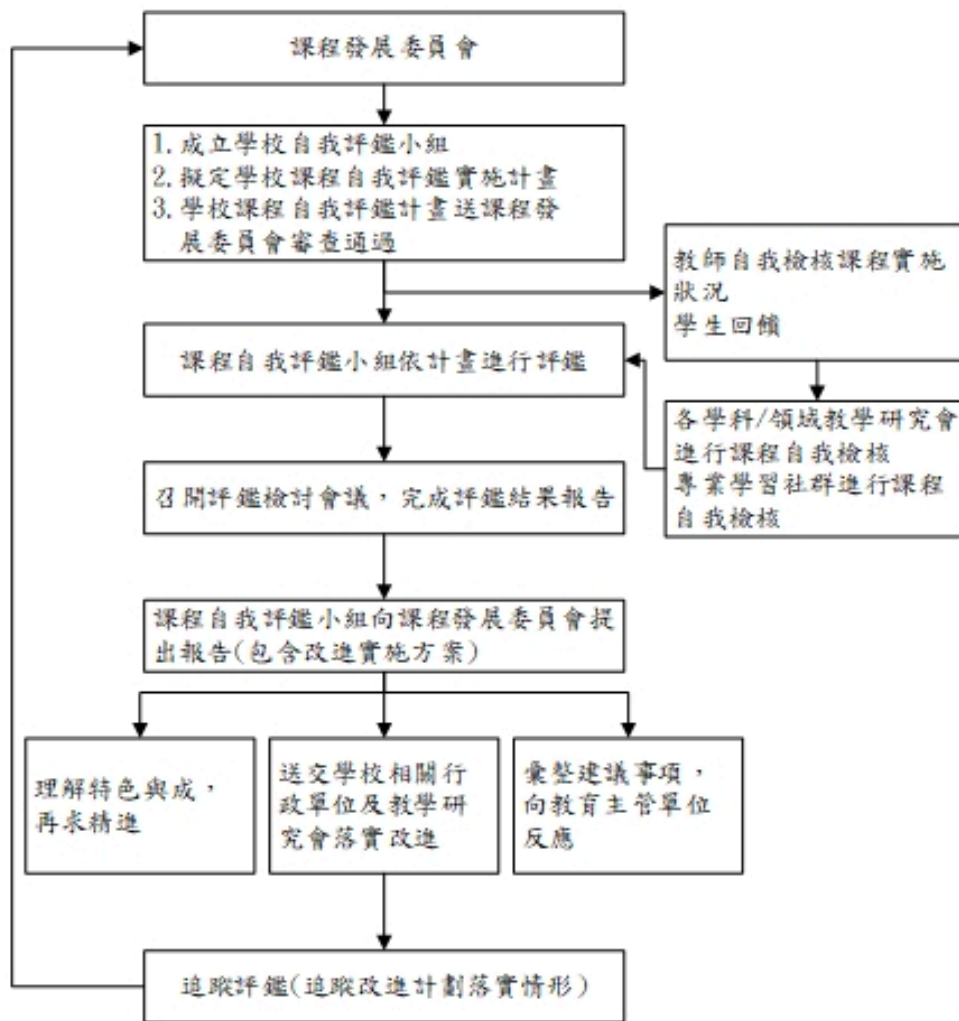 課程發展委員會
1. 成立學校自我評鑑小組
2. 擬定學校課程自我評鑑實施計畫
3. 學校課程自我評鑑計畫送課程發
展委員會審查通過
教師自我檢核課程實施
狀況
學生回饋
課程自我評鑑小組依計畫進行評鑑
各學科/領域教學研究會
進行課程自我檢核
專業學習社群進行課程
自我檢核
召開評鑑檢討會議，完成評鑑結果報告
課程自我評鑑小組向課程發展委員會提
出報告(包含改進實施方案)
理解特色與成，
再求精進
送交學校相關行
政單位及教學研
究會落實改進
彙整建議事項，
向教育主管單位
反應
追蹤評鑑(追蹤改進計劃落實情形)